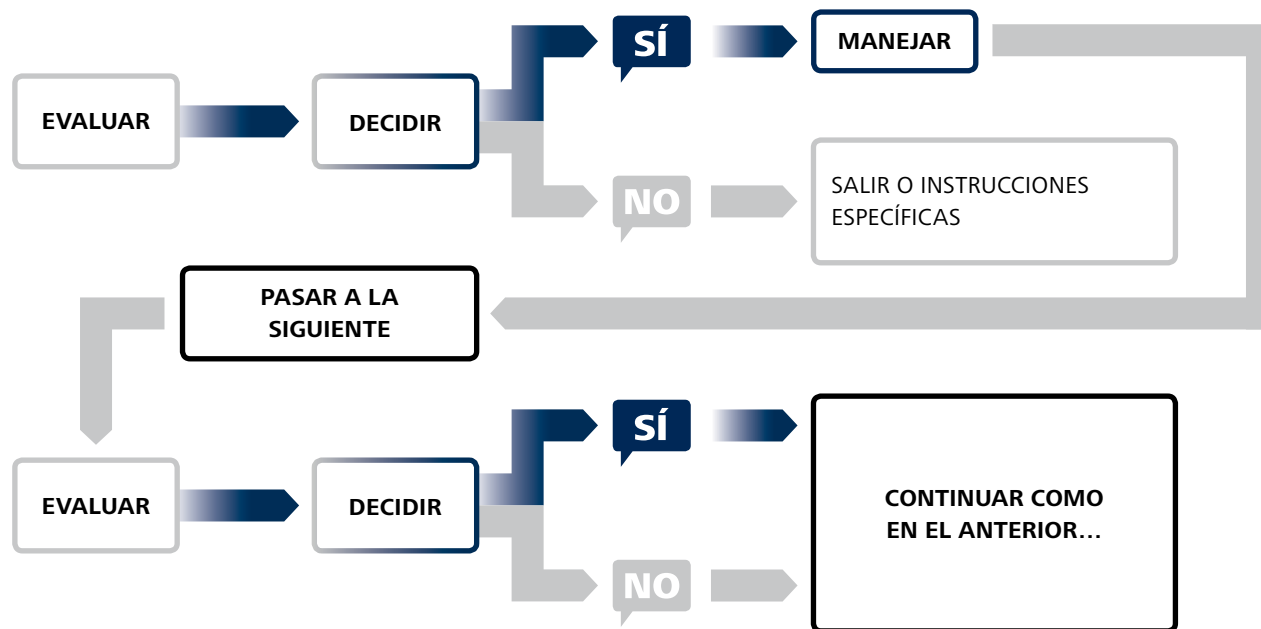 EVALUAR
DECIDIR
SÍ
MANEJAR
NO
SALIR O INSTRUCCIONES
ESPECÍFICAS
PASAR A LA
SIGUIENTE
EVALUAR
DECIDIR
SÍ
NO
CONTINUAR COMO
EN EL ANTERIOR…